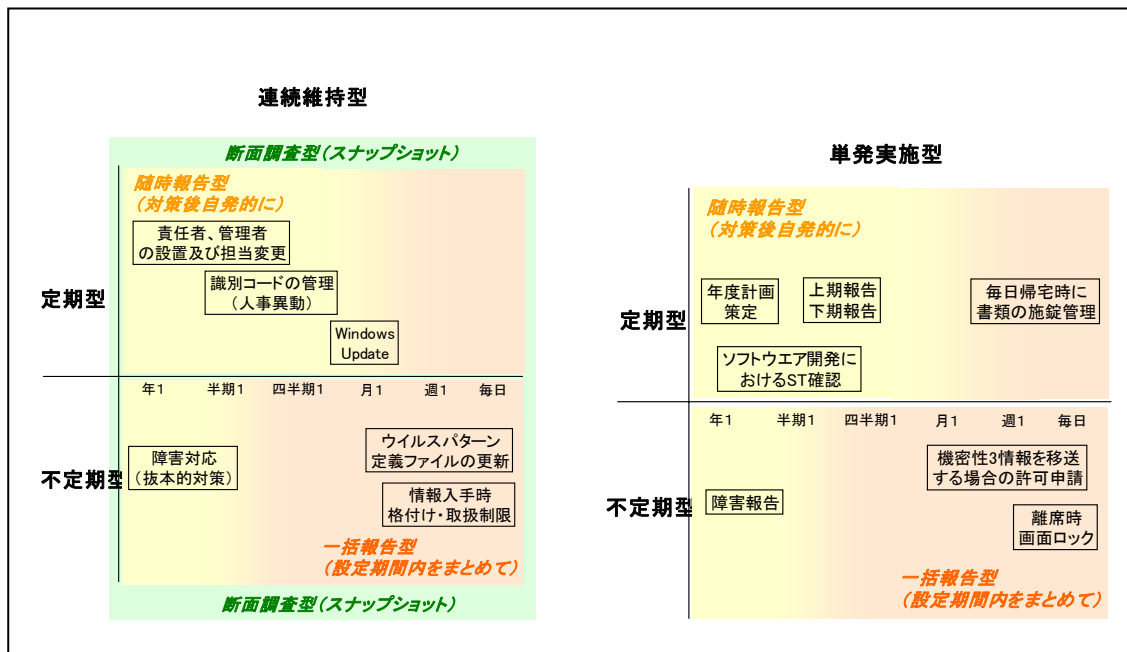 連続維持型
断面調査型(スナップショット)
随時報告型
(対策後自発的に)
責任者、管理者
の設置及び担当変更
識別コードの管理
(人事異動)
Windows
Update
定期型
年1 半期1 四半期1 月1 週1 毎日
不定期型
障害対応
(抜本的対策)
ウイルスパターン
定義ファイルの更新
情報入手時
格付け・取扱制限
一括報告型
(設定期間内をまとめて)
断面調査型(スナップショット)
単発実施型
随時報告型
(対策後自発的に)
定期型
年度計画
策定
上期報告
下期報告
毎日帰宅時に
書類の施錠管理
ソフトウエア開発に
おけるST確認
年1 半期1 四半期1 月1 週1 毎日
不定期型
障害報告
機密性3情報を移送
する場合の許可申請
離席時
画面ロック
一括報告型
(設定期間内をまとめて)